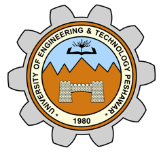 UNIVERSITY OF ENGINEERING & TECHNOLOGY PESHAWAR
1980